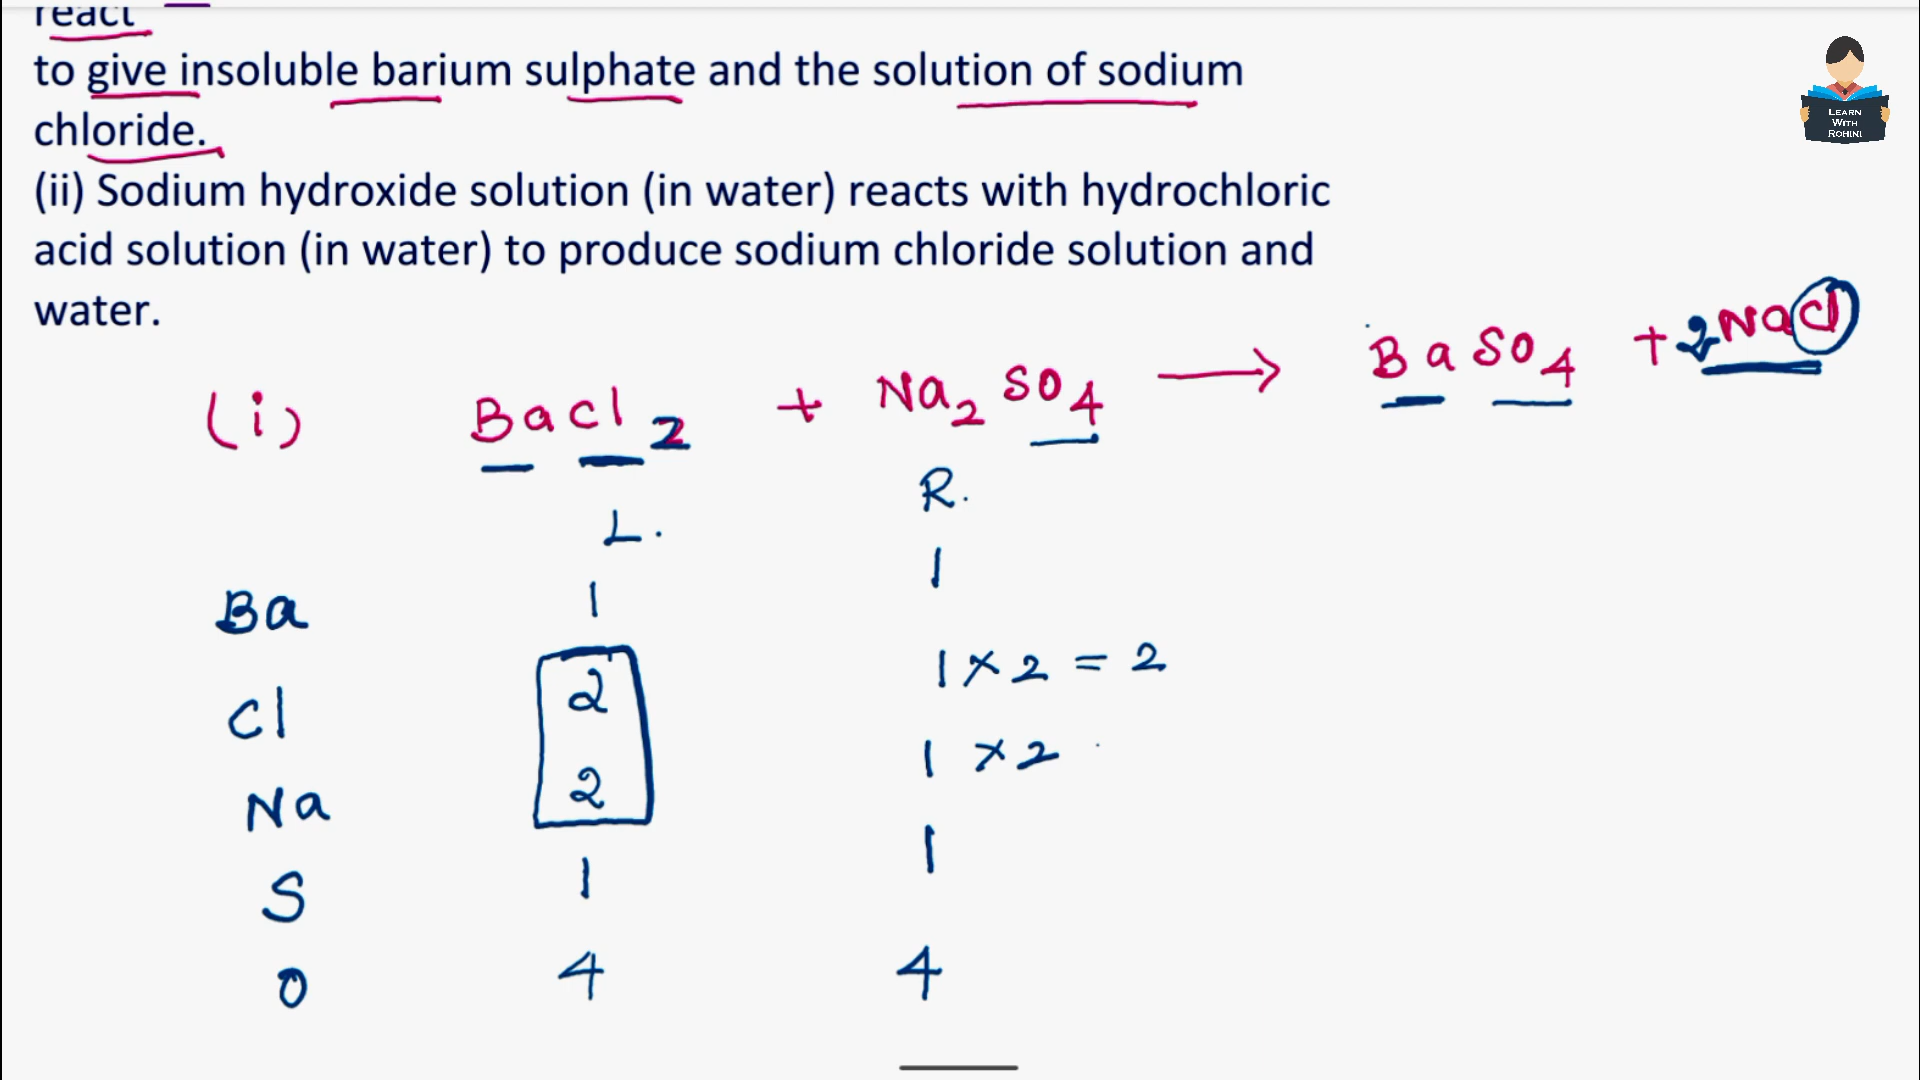 react
to give insoluble barium sulphate and the solution of sodium
chloride.
(ii) Sodium hydroxide solution (in water) reacts with hydrochloric
acid solution (in water) to produce sodium chloride solution and
water.
LEARN
WITH
ROHINI
(i) BaCl₂ + Na₂SO₄ ⟶ BaSO₄ + 2NaCl
L. R.
Ba 1 1
Cl 2 1 × 2 = 2
Na 2 1 × 2
S 1 1
O 4 4